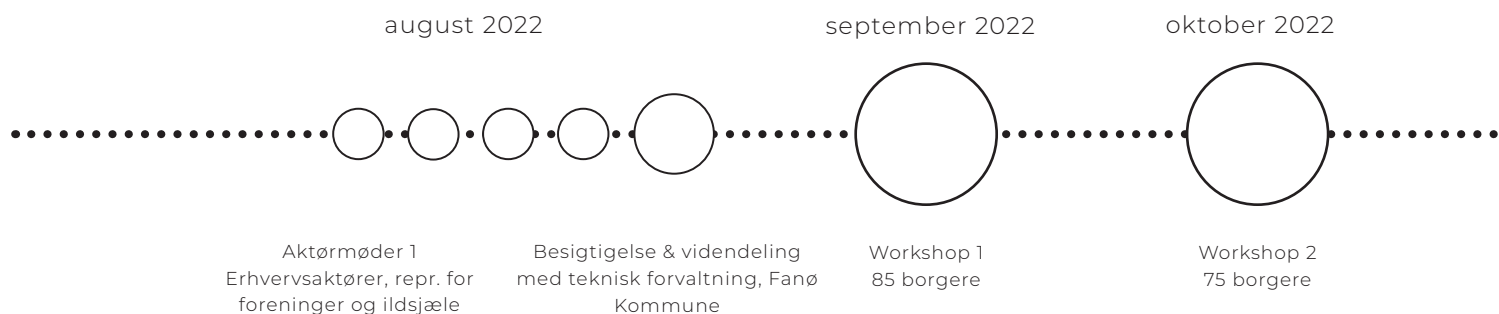 august 2022
september 2022
oktober 2022
Aktørmøder 1
Erhvervsaktører, repr. for
foreninger og ildsjæle
Besigtigelse & videndeling
med teknisk forvaltning, Fanø
Kommune
Workshop 1
85 borgere
Workshop 2
75 borgere